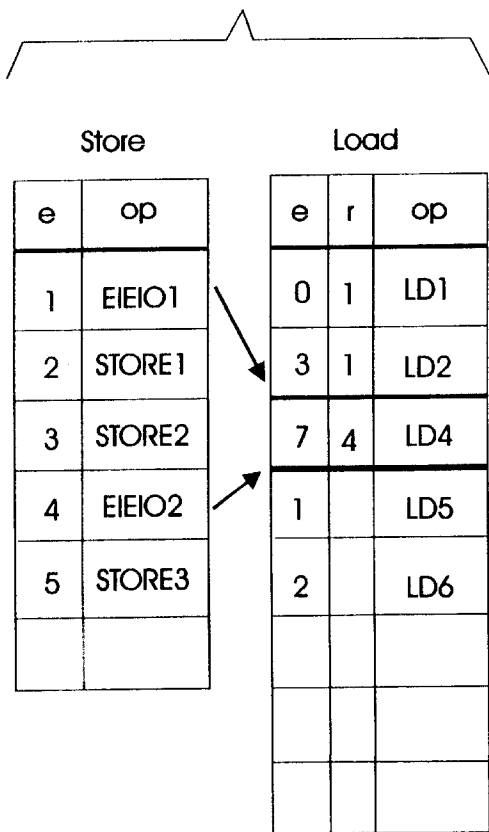 Store Load
e op e r op
1 EIEIO1 0 1 LD1
2 STORE1 3 1 LD2
3 STORE2 7 4 LD4
4 EIEIO2 1 LD5
5 STORE3 2 LD6